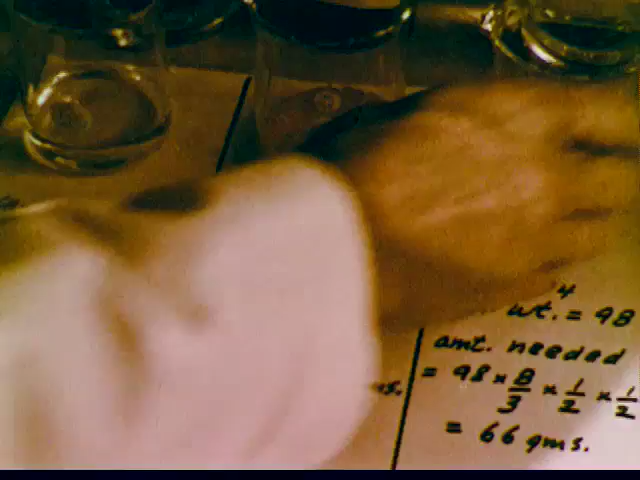 4
wt. = 98
amt. needed
= 98 × 8/3 × 1/2 × 1/2
= 66 gms.
s.